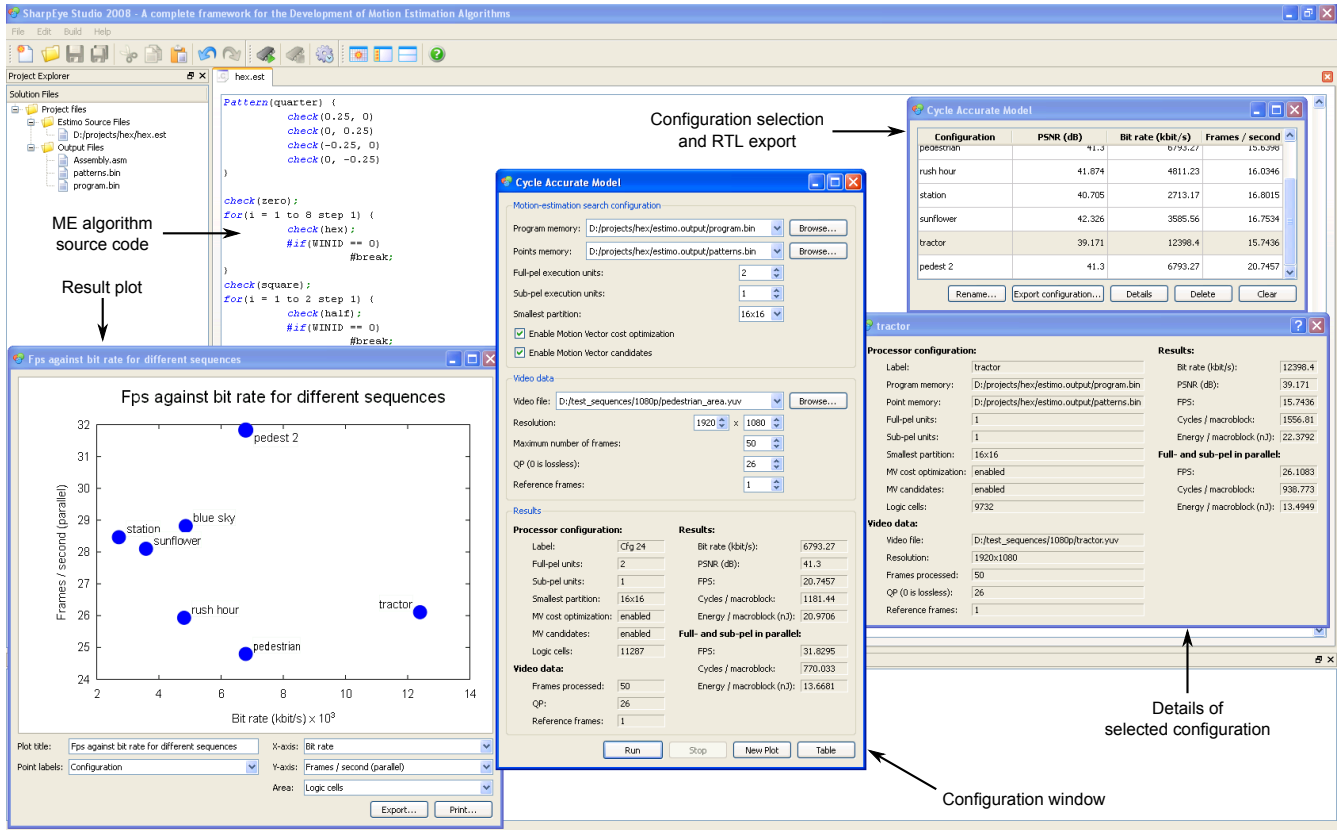 SharpEye Studio 2008 - A complete framework for the Development of Motion Estimation Algorithms
File Edit Build Help
Project Explorer
Solution Files
Project files
Estimo Source Files
D:/projects/hex/hex.est
Output Files
Assembly.asm
patterns.bin
program.bin
ME algorithm
source code
Result plot
hex.est
Pattern(quarter) {
check(0.25, 0)
check(0, 0.25)
check(-0.25, 0)
check(0, -0.25)
}
check(zero);
for(i = 1 to 8 step 1) {
check(hex);
#if(WINID == 0)
#break;
}
check(square);
for(i = 1 to 2 step 1) {
check(half);
#if(WINID == 0)
#break;
Configuration selection
and RTL export
Cycle Accurate Model
Configuration PSNR (dB) Bit rate (kbit/s) Frames / second
pedestrian 41.3 6793.27 15.6398
rush hour 41.874 4811.23 16.0346
station 40.705 2713.17 16.8015
sunflower 42.326 3585.56 16.7534
tractor 39.171 12398.4 15.7436
pedest 2 41.3 6793.27 20.7457
Rename... Export configuration... Details Delete Clear
Cycle Accurate Model
Motion-estimation search configuration
Program memory: D:/projects/hex/estimo.output/program.bin Browse...
Points memory: D:/projects/hex/estimo.output/patterns.bin Browse...
Full-pel execution units: 2
Sub-pel execution units: 1
Smallest partition: 16x16
Enable Motion Vector cost optimization
Enable Motion Vector candidates
Video data
Video file: D:/test_sequences/1080p/pedestrian_area.yuv Browse...
Resolution: 1920 x 1080
Maximum number of frames: 50
QP (0 is lossless): 26
Reference frames: 1
Results
Processor configuration:
Label: Cfg 24
Full-pel units: 2
Sub-pel units: 1
Smallest partition: 16x16
MV cost optimization: enabled
MV candidates: enabled
Logic cells: 11287
Video data:
Frames processed: 50
QP: 26
Reference frames: 1
Results:
Bit rate (kbit/s): 6793.27
PSNR (dB): 41.3
FPS: 20.7457
Cycles / macroblock: 1181.44
Energy / macroblock (nJ): 20.9706
Full- and sub-pel in parallel:
FPS: 31.8295
Cycles / macroblock: 770.033
Energy / macroblock (nJ): 13.6681
Run Stop New Plot Table
tractor
Processor configuration:
Label: tractor
Program memory: D:/projects/hex/estimo.output/program.bin
Point memory: D:/projects/hex/estimo.output/patterns.bin
Full-pel units: 1
Sub-pel units: 1
Smallest partition: 16x16
MV cost optimization: enabled
MV candidates: enabled
Logic cells: 9732
Video data:
Video file: D:/test_sequences/1080p/tractor.yuv
Resolution: 1920x1080
Frames processed: 50
QP (0 is lossless): 26
Reference frames: 1
Results:
Bit rate (kbit/s): 12398.4
PSNR (dB): 39.171
FPS: 15.7436
Cycles / macroblock: 1556.81
Energy / macroblock (nJ): 22.3792
Full- and sub-pel in parallel:
FPS: 26.1083
Cycles / macroblock: 938.773
Energy / macroblock (nJ): 13.4949
Fps against bit rate for different sequences
Fps against bit rate for different sequences
Frames / second (parallel)
32
31
30
29
28
27
26
25
24
pedest 2
blue sky
station
sunflower
rush hour
tractor
pedestrian
2 4 6 8 10 12 14
Bit rate (kbit/s) × 10³
Plot title: Fps against bit rate for different sequences X-axis: Bit rate
Point labels: Configuration Y-axis: Frames / second (parallel)
Area: Logic cells
Export... Print...
Details of
selected configuration
Configuration window